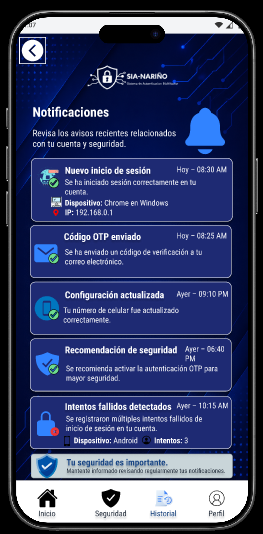 SIA-NARIÑO
Notificaciones
Revisa los avisos recientes relacionados
con tu cuenta y seguridad.
Nuevo inicio de sesión
Hoy – 08:30 AM
Se ha iniciado sesión correctamente en tu
cuenta.
Dispositivo: Chrome en Windows
IP: 192.168.0.1
Código OTP enviado
Hoy – 08:25 AM
Se ha enviado un código de verificación a tu
correo electrónico.
Configuración actualizada
Ayer – 09:10 PM
Tu número de celular fue actualizado
correctamente.
Recomendación de seguridad
Ayer – 06:40
PM
Se recomienda activar la autenticación OTP para
mayor seguridad.
Intentos fallidos detectados
Ayer – 10:15 AM
Se registraron múltiples intentos fallidos de
inicio de sesión en tu cuenta.
Dispositivo: Android Intentos: 3
Tu seguridad es importante.
Mantente informado revisando regularmente tus notificaciones.
Inicio
Seguridad
Historial
Perfil